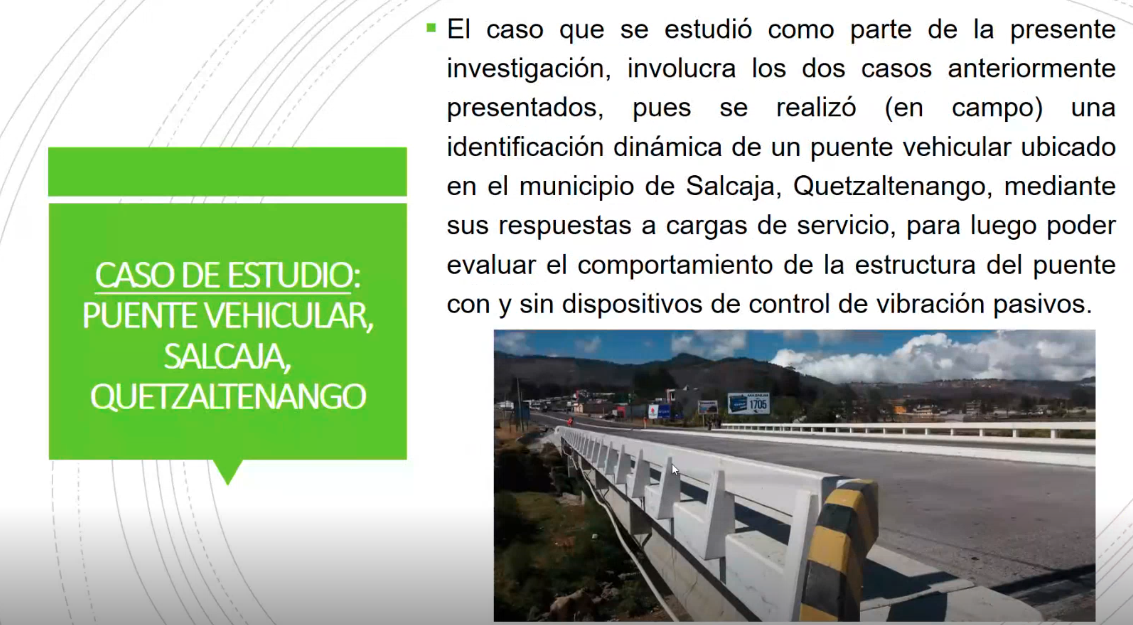 CASO DE ESTUDIO:
PUENTE VEHICULAR,
SALCAJA,
QUETZALTENANGO
El caso que se estudió como parte de la presente
investigación, involucra los dos casos anteriormente
presentados, pues se realizó (en campo) una
identificación dinámica de un puente vehicular ubicado
en el municipio de Salcaja, Quetzaltenango, mediante
sus respuestas a cargas de servicio, para luego poder
evaluar el comportamiento de la estructura del puente
con y sin dispositivos de control de vibración pasivos.
1705